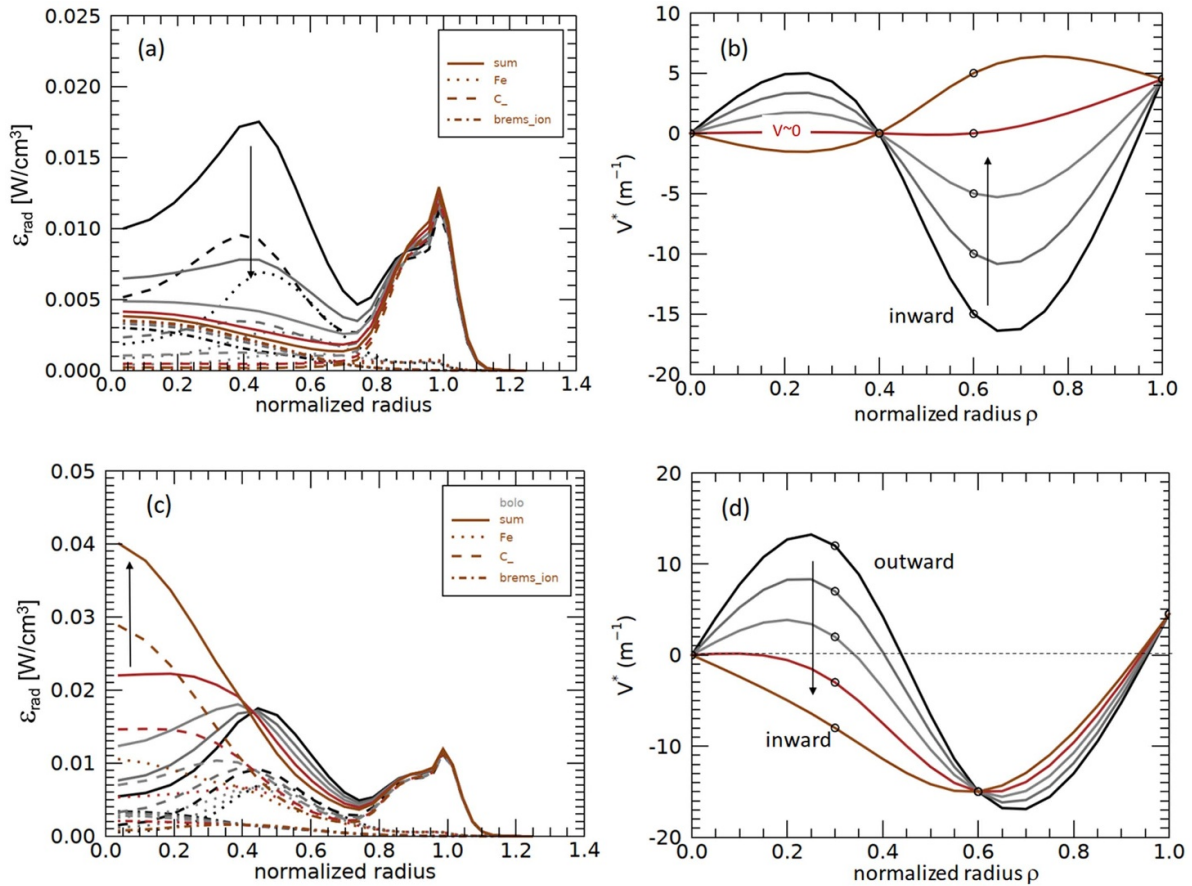 (a)
ε_rad [W/cm³]
0.025
0.020
0.015
0.010
0.005
0.000
sum
Fe
C_
brems_ion
0.0 0.2 0.4 0.6 0.8 1.0 1.2 1.4
normalized radius
(b)
V* (m⁻¹)
10
5
0
-5
-10
-15
-20
V~0
inward
0.0 0.2 0.4 0.6 0.8 1.0
normalized radius ρ
(c)
ε_rad [W/cm³]
0.05
0.04
0.03
0.02
0.01
0.00
bolo
sum
Fe
C_
brems_ion
0.0 0.2 0.4 0.6 0.8 1.0 1.2 1.4
normalized radius
(d)
V* (m⁻¹)
20
10
0
-10
-20
outward
inward
0.0 0.2 0.4 0.6 0.8 1.0
normalized radius ρ